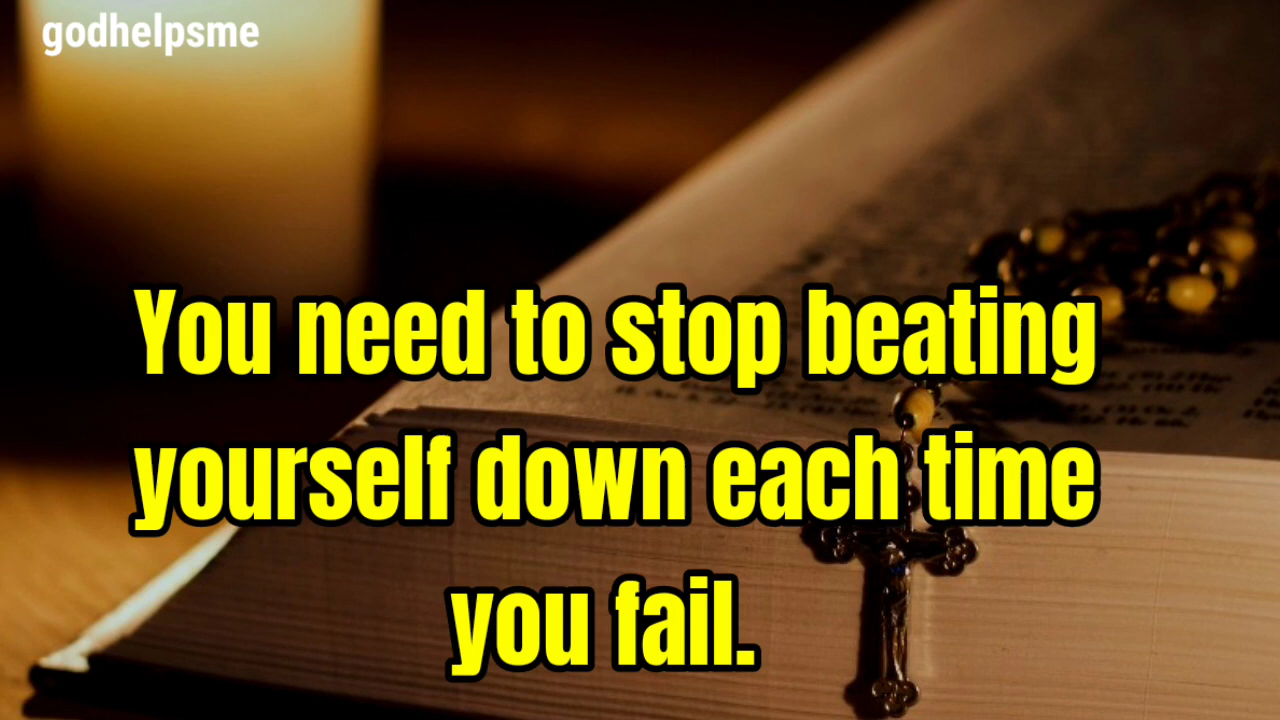 godhelpsme
You need to stop beating
yourself down each time
you fail.